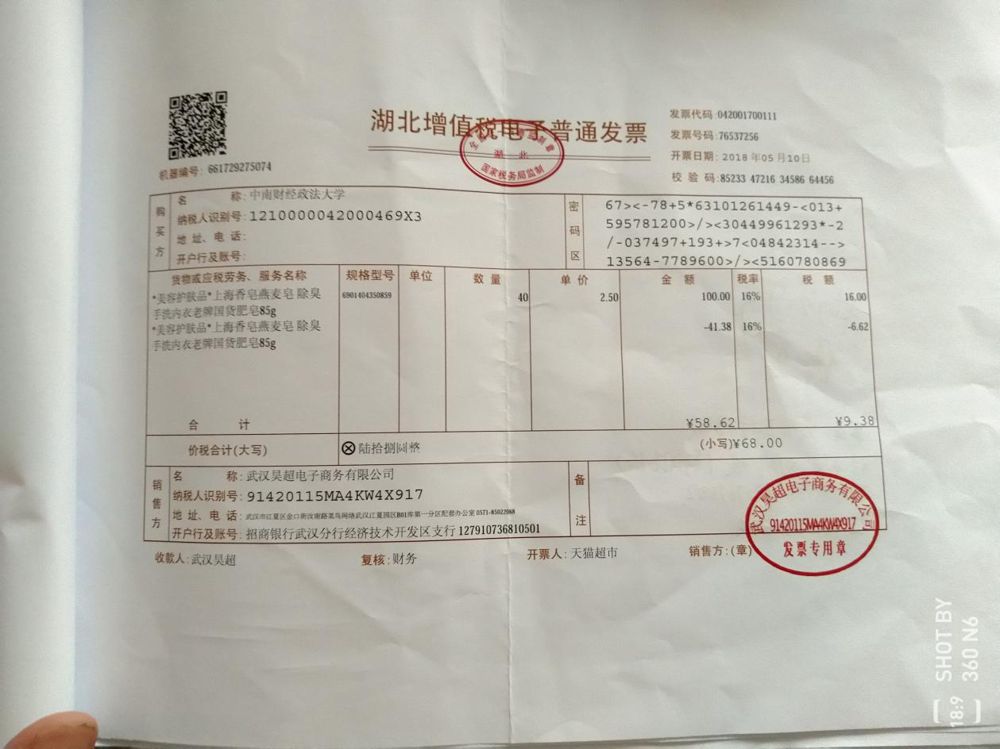 湖北增值税电子普通发票
国家税务局监制
湖 北
发票代码:042001700111
发票号码:76537256
开票日期: 2018 年05 月10日
校 验 码:85233 47216 34586 64456
机器编号: 661729275074
购买方
名 称: 中南财经政法大学
纳税人识别号: 1210000042000469X3
地 址、电 话:
开户行及账号:
密码区
67><-78+5*63101261449-<013+
595781200>/><30449961293*-2
/-037497+193+>7<04842314-->
13564-7789600>/><5160780869
货物或应税劳务、服务名称 规格型号 单位 数 量 单 价 金 额 税率 税 额
*美容护肤品*上海香皂燕麦皂 除臭 6901404350859 40 2.50 100.00 16% 16.00
手洗内衣老牌国货肥皂85g
*美容护肤品*上海香皂燕麦皂 除臭 -41.38 16% -6.62
手洗内衣老牌国货肥皂85g
合 计 ¥58.62 ¥9.38
价税合计(大写) ⊗陆拾捌圆整 (小写)¥68.00
销售方
名 称: 武汉昊超电子商务有限公司
纳税人识别号: 91420115MA4KW4X917
地 址、电 话: 武汉市江夏区金口街汝南路菜鸟网络武汉江夏园区B01库第一分区配套办公室 0571-85022088
开户行及账号: 招商银行武汉分行经济技术开发区支行 127910736810501
备注
收款人: 武汉昊超 复核: 财务 开票人: 天猫超市 销售方:(章)
武汉昊超电子商务有限公司
91420115MA4KW4X917
发票专用章
SHOT BY
360 N6
18:9